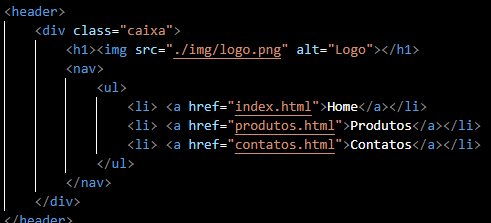 <header>
<div class="caixa">
<h1><img src="./img/logo.png" alt="Logo"></h1>
<nav>
<ul>
<li> <a href="index.html">Home</a></li>
<li> <a href="produtos.html">Produtos</a></li>
<li> <a href="contatos.html">Contatos</a></li>
</ul>
</nav>
</div>
</header>